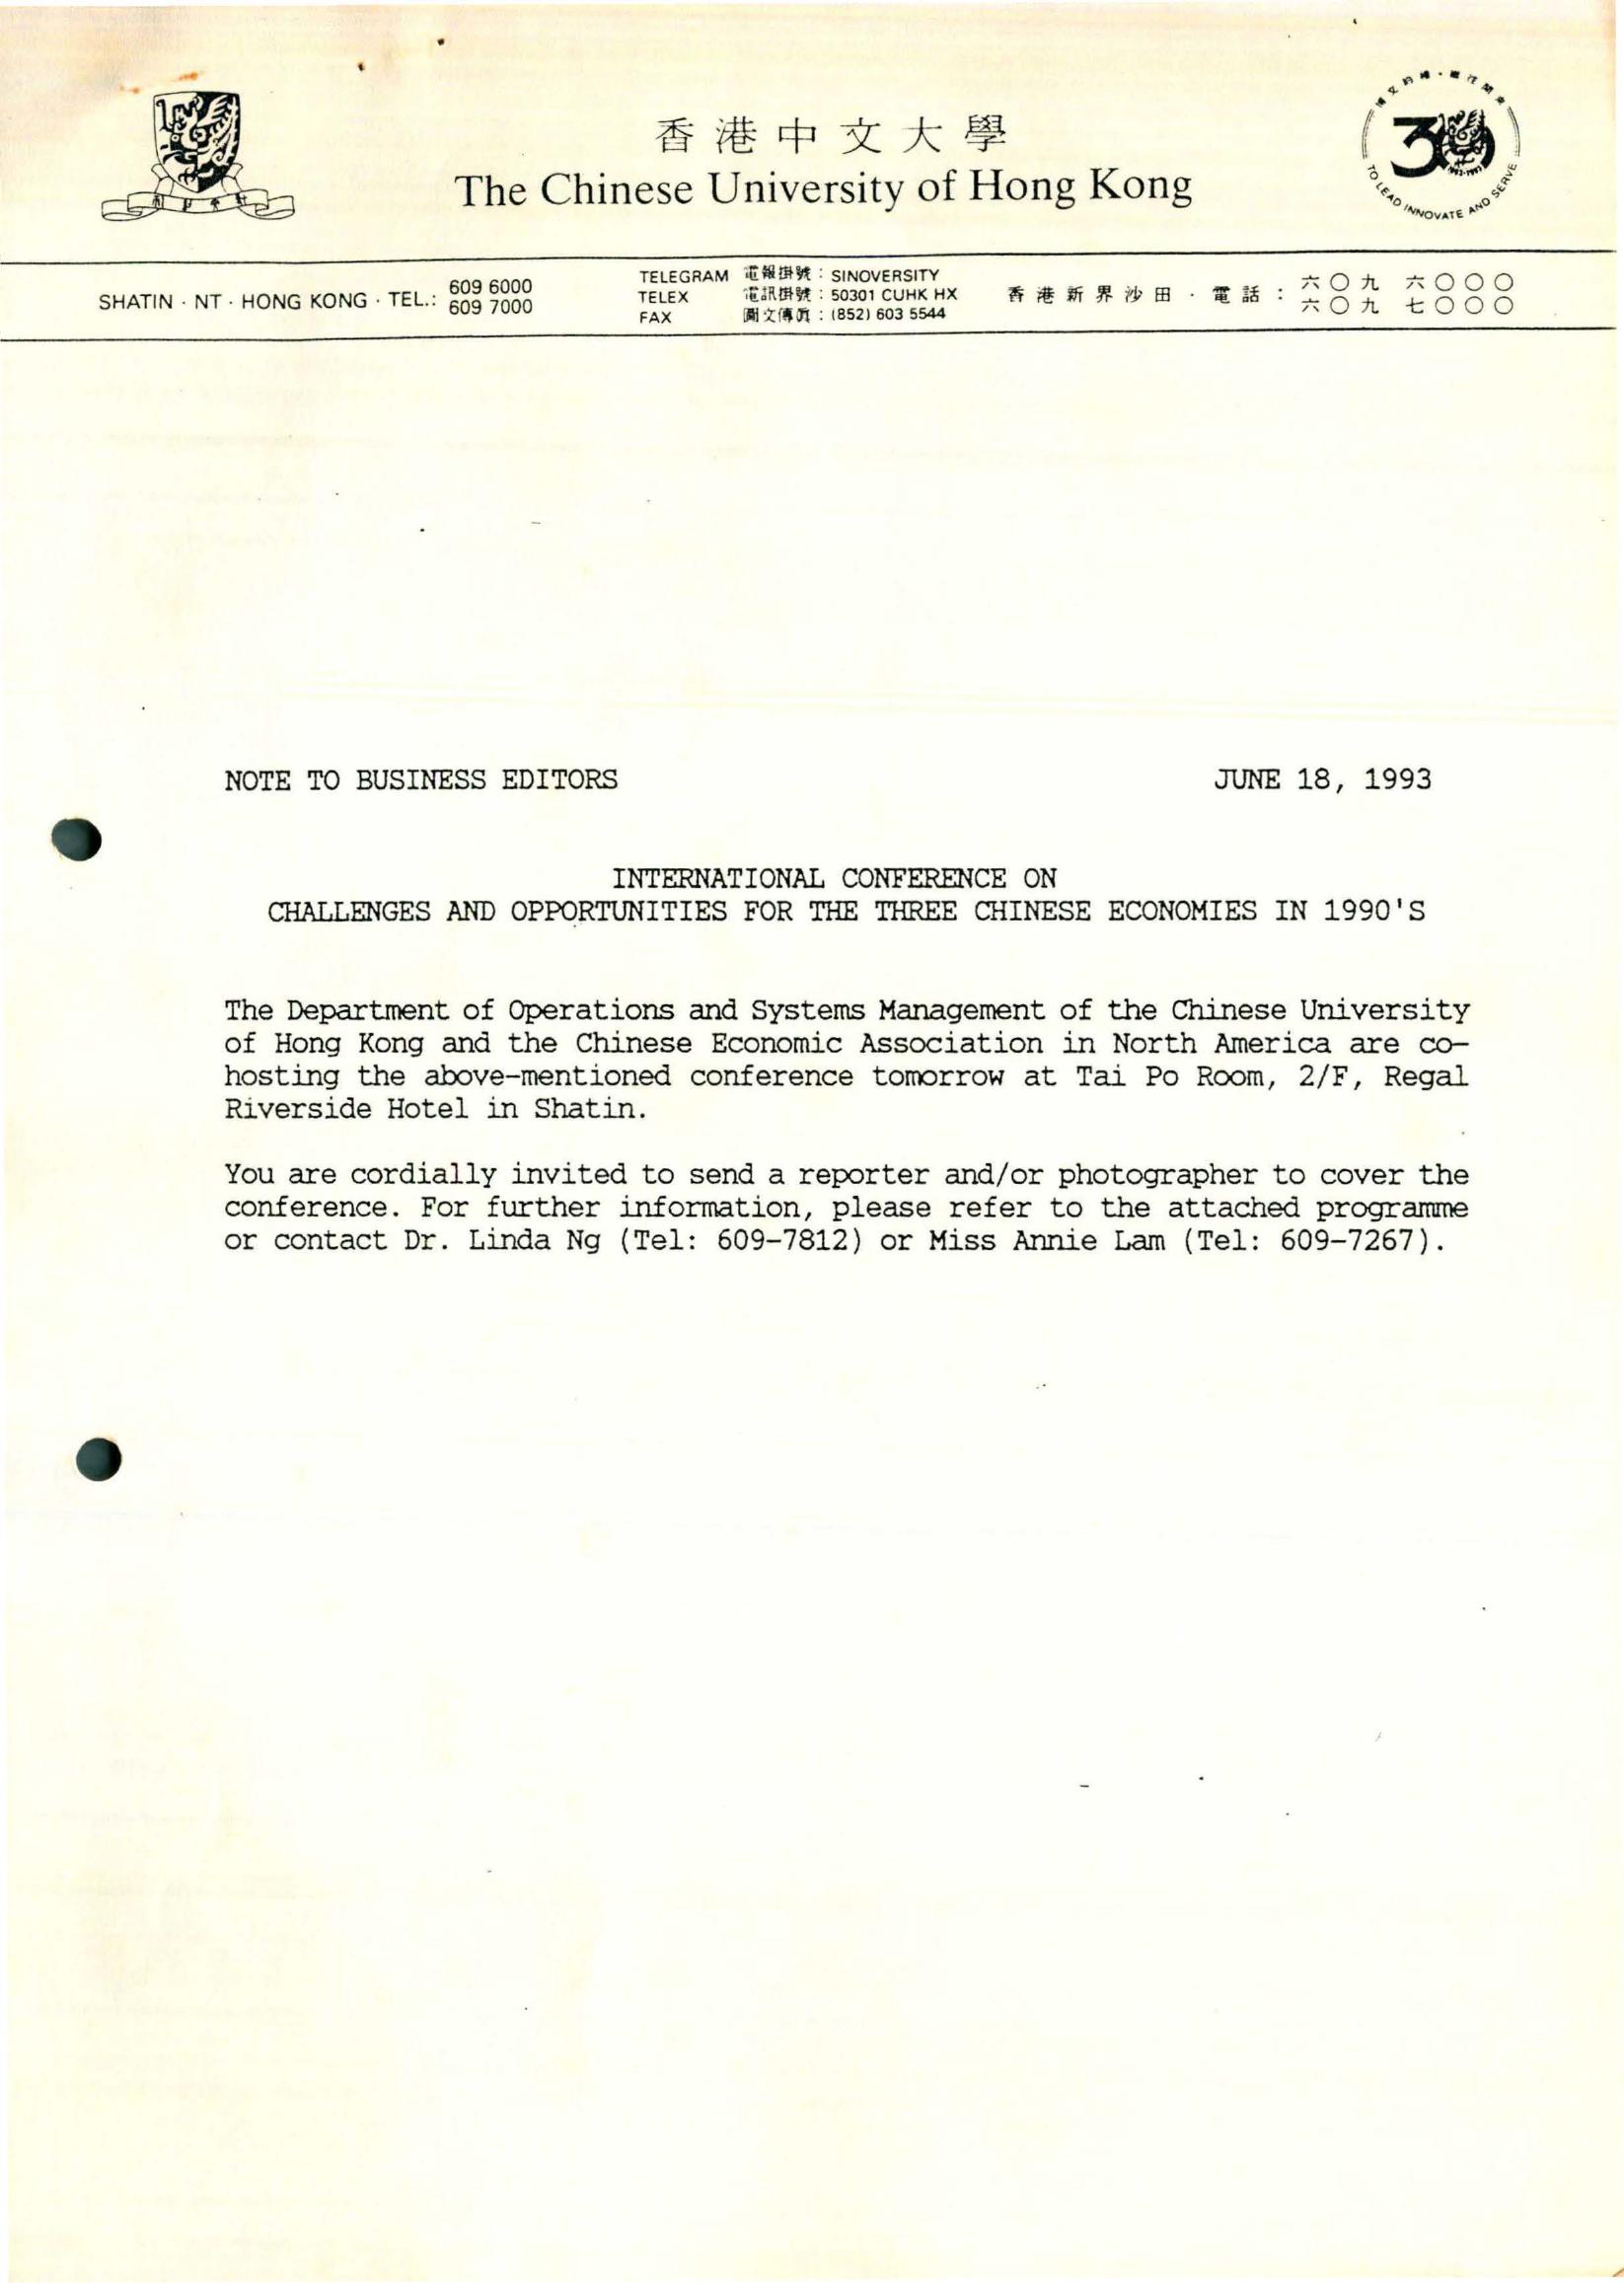 香港中文大學
The Chinese University of Hong Kong
30
TO LEAD INNOVATE AND SERVE
SHATIN · NT · HONG KONG · TEL.: 609 6000
609 7000
TELEGRAM 電報掛號 : SINOVERSITY
TELEX 電訊掛號 : 50301 CUHK HX
FAX 圖文傳真 : (852) 603 5544
香港新界沙田 · 電話 : 六〇九 六〇〇〇
六〇九 七〇〇〇
NOTE TO BUSINESS EDITORS JUNE 18, 1993
INTERNATIONAL CONFERENCE ON
CHALLENGES AND OPPORTUNITIES FOR THE THREE CHINESE ECONOMIES IN 1990'S
The Department of Operations and Systems Management of the Chinese University
of Hong Kong and the Chinese Economic Association in North America are co-
hosting the above-mentioned conference tomorrow at Tai Po Room, 2/F, Regal
Riverside Hotel in Shatin.
You are cordially invited to send a reporter and/or photographer to cover the
conference. For further information, please refer to the attached programme
or contact Dr. Linda Ng (Tel: 609-7812) or Miss Annie Lam (Tel: 609-7267).